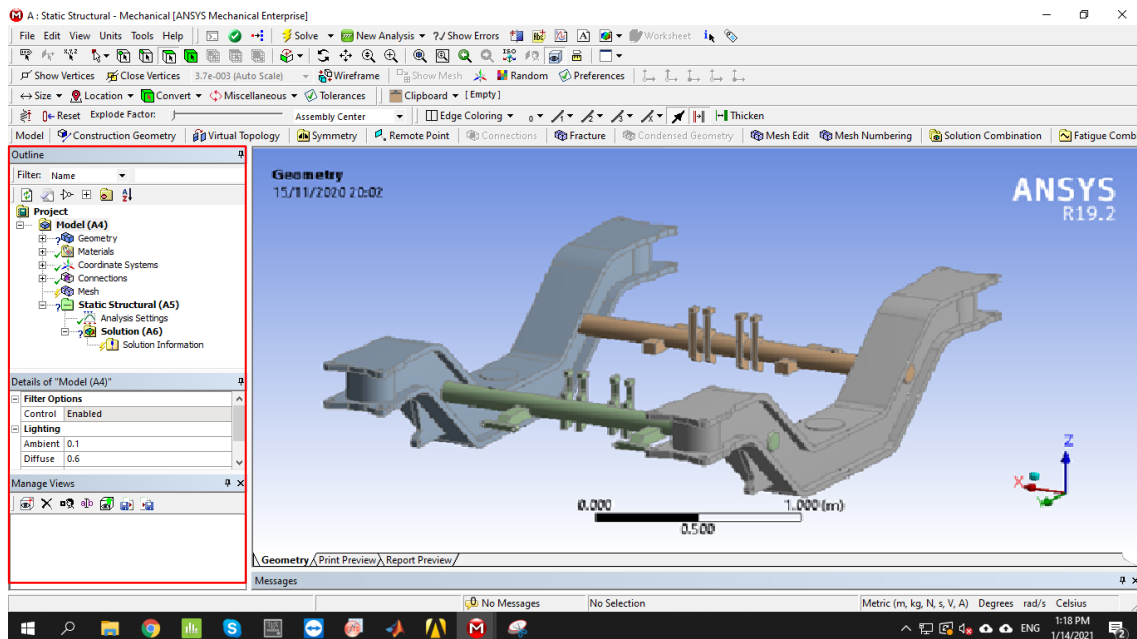 A : Static Structural - Mechanical [ANSYS Mechanical Enterprise]
File Edit View Units Tools Help Solve New Analysis ?/ Show Errors Worksheet
Show Vertices Close Vertices 3.7e-003 (Auto Scale) Wireframe Show Mesh Random Preferences
Size Location Convert Miscellaneous Tolerances Clipboard [Empty]
Reset Explode Factor: Assembly Center Edge Coloring Thicken
Model Construction Geometry Virtual Topology Symmetry Remote Point Connections Fracture Condensed Geometry Mesh Edit Mesh Numbering Solution Combination Fatigue Comb
Outline
Filter: Name
Project
Model (A4)
Geometry
Materials
Coordinate Systems
Connections
Mesh
Static Structural (A5)
Analysis Settings
Solution (A6)
Solution Information
Details of "Model (A4)"
Filter Options
Control Enabled
Lighting
Ambient 0.1
Diffuse 0.6
Manage Views
Geometry
15/11/2020 20:02
ANSYS
R19.2
Z
X
Y
0.000 1.000 (m)
0.500
Geometry Print Preview Report Preview
Messages
No Messages No Selection Metric (m, kg, N, s, V, A) Degrees rad/s Celsius
ENG 1:18 PM
1/14/2021
2